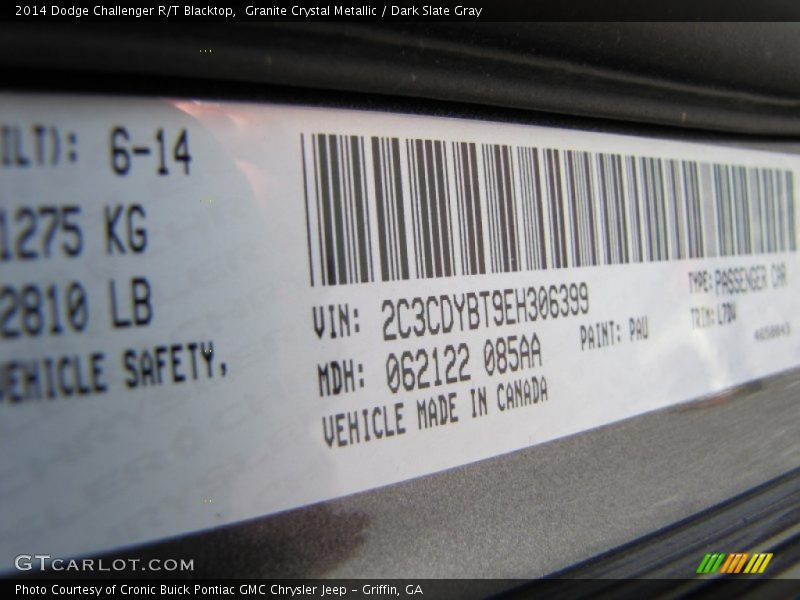 2014 Dodge Challenger R/T Blacktop, Granite Crystal Metallic / Dark Slate Gray
6-14
1275 KG
2810 LB
VEHICLE SAFETY,
VIN: 2C3CDYBT9EH306399
TYPE: PASSENGER CAR
MDH: 062122 085AA
PAINT: PAU
TRIM:
VEHICLE MADE IN CANADA
GTCARLOT.COM
Photo Courtesy of Cronic Buick Pontiac GMC Chrysler Jeep - Griffin, GA